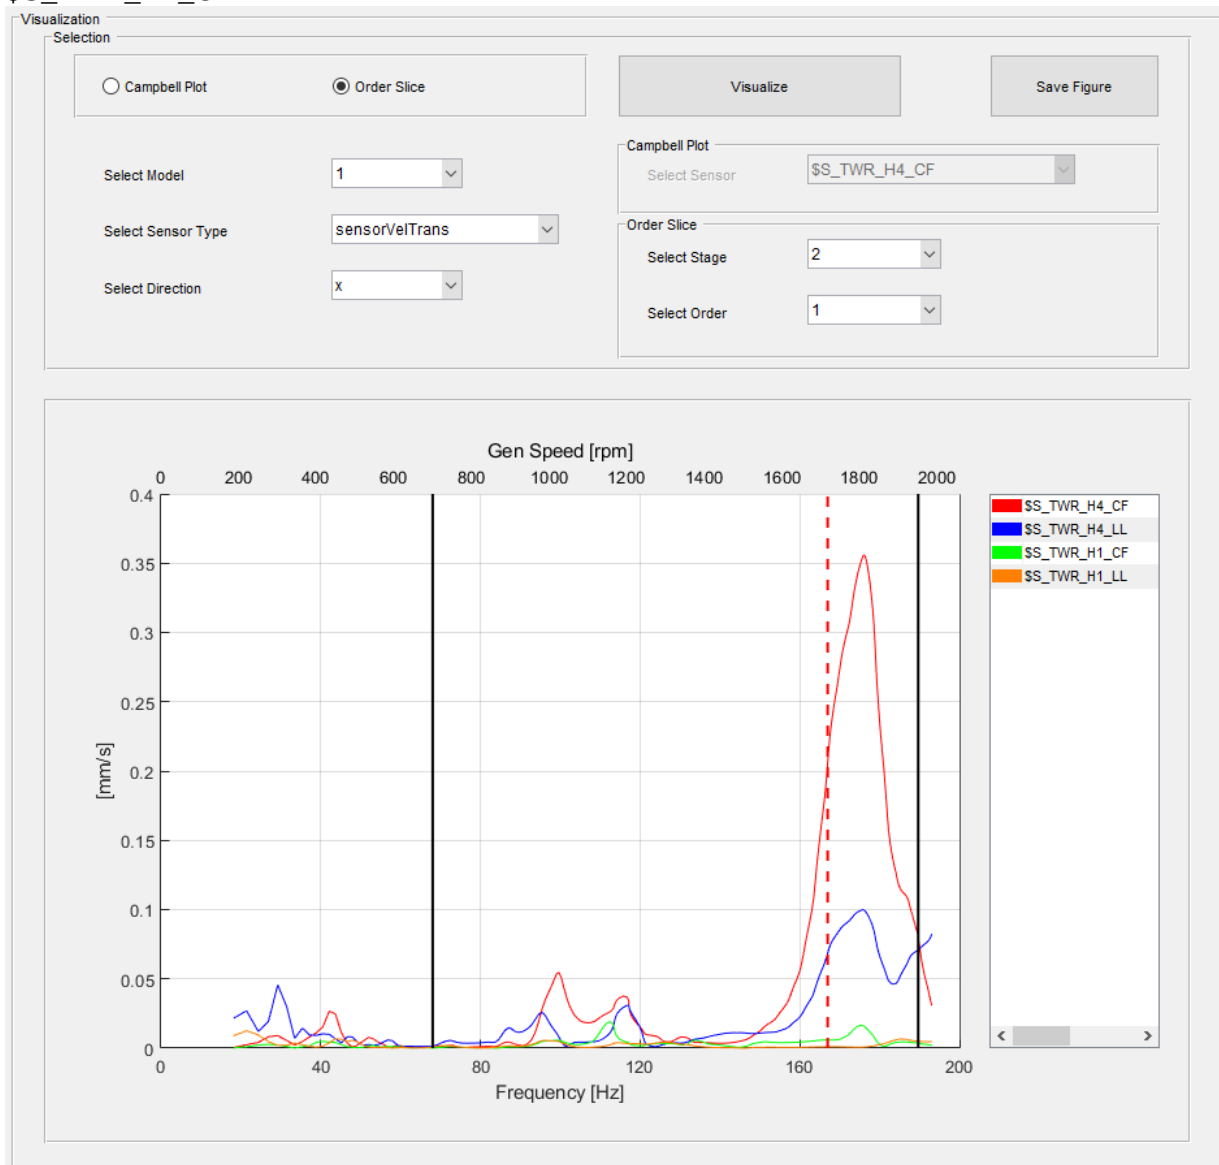 Visualization
Selection
Campbell Plot
Order Slice
Visualize
Save Figure
Select Model
1
Select Sensor Type
sensorVelTrans
Select Direction
x
Campbell Plot
Select Sensor
$S_TWR_H4_CF
Order Slice
Select Stage
2
Select Order
1
Gen Speed [rpm]
0 200 400 600 800 1000 1200 1400 1600 1800 2000
0.4
0.35
0.3
0.25
0.2
0.15
0.1
0.05
0
[mm/s]
0 40 80 120 160 200
Frequency [Hz]
$S_TWR_H4_CF
$S_TWR_H4_LL
$S_TWR_H1_CF
$S_TWR_H1_LL